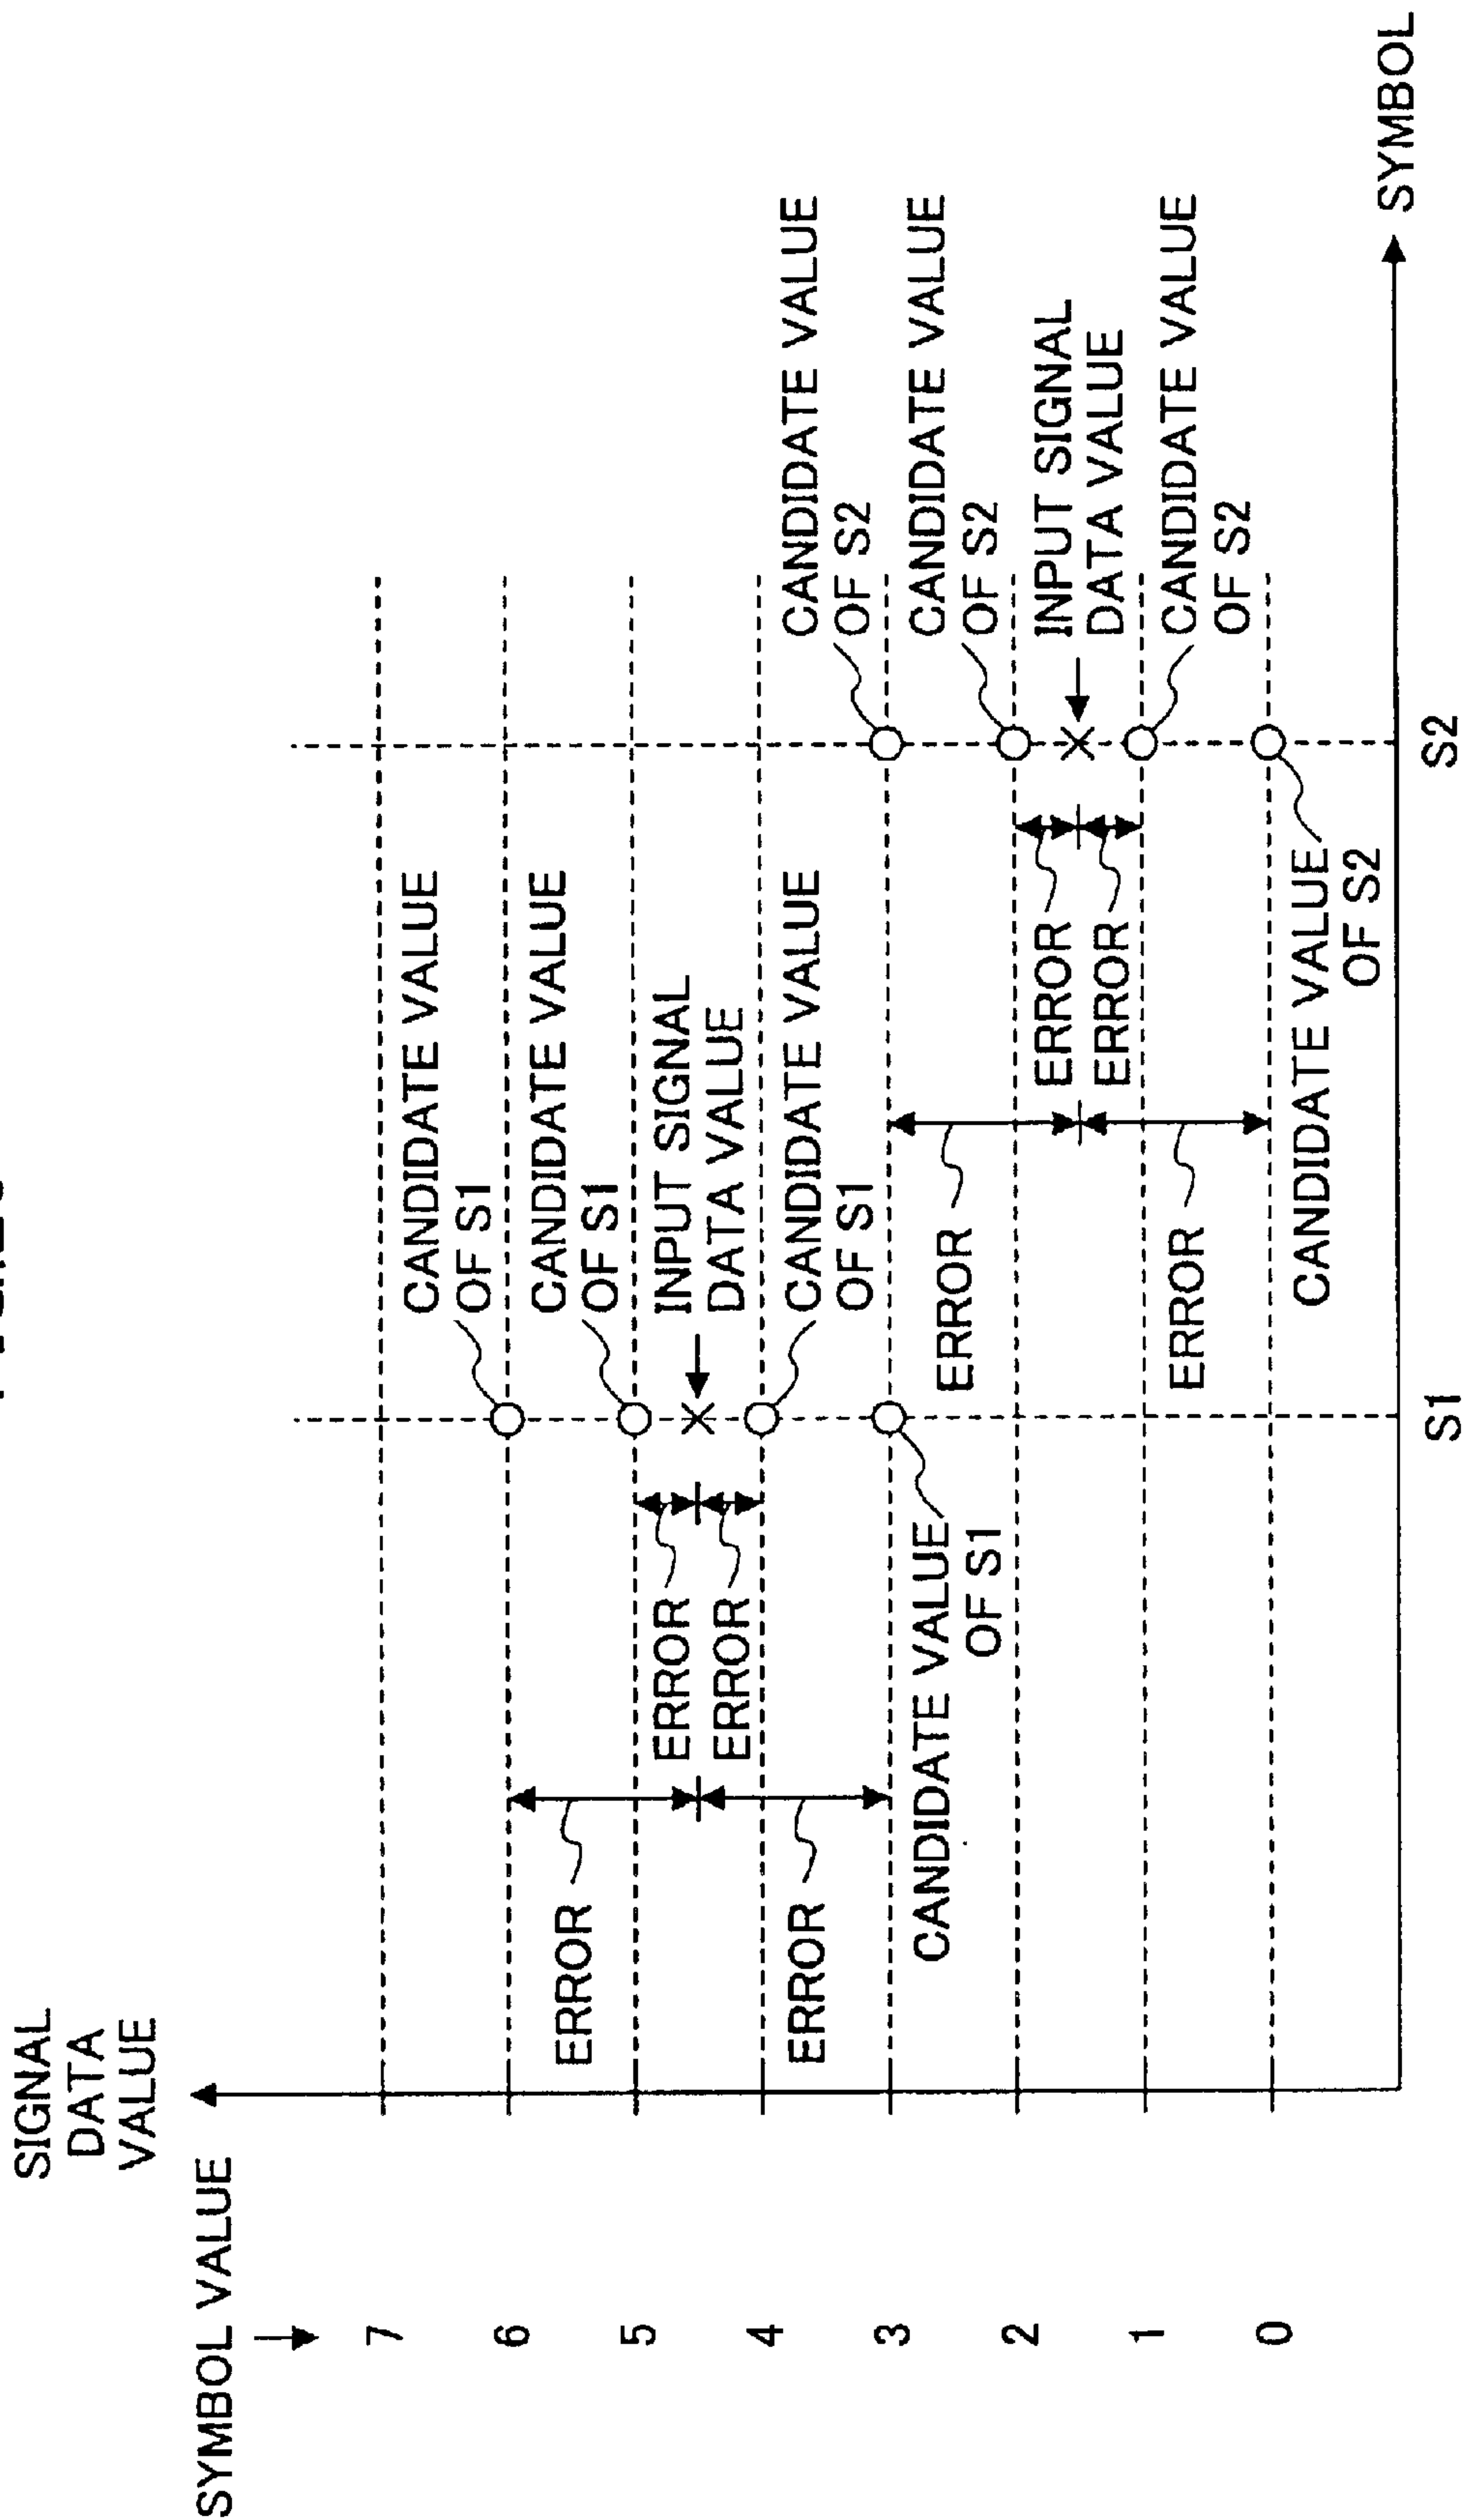 SIGNAL
DATA
VALUE
SYMBOL VALUE
7
6
5
4
3
2
1
0
ERROR
ERROR
ERROR
ERROR
CANDIDATE VALUE
OF S1
CANDIDATE VALUE
OF S1
INPUT SIGNAL
DATA VALUE
CANDIDATE VALUE
OF S1
CANDIDATE VALUE
OF S1
ERROR
ERROR
ERROR
ERROR
CANDIDATE VALUE
OF S2
CANDIDATE VALUE
OF S2
INPUT SIGNAL
DATA VALUE
CANDIDATE VALUE
OF S2
CANDIDATE VALUE
OF S2
S1
S2
SYMBOL